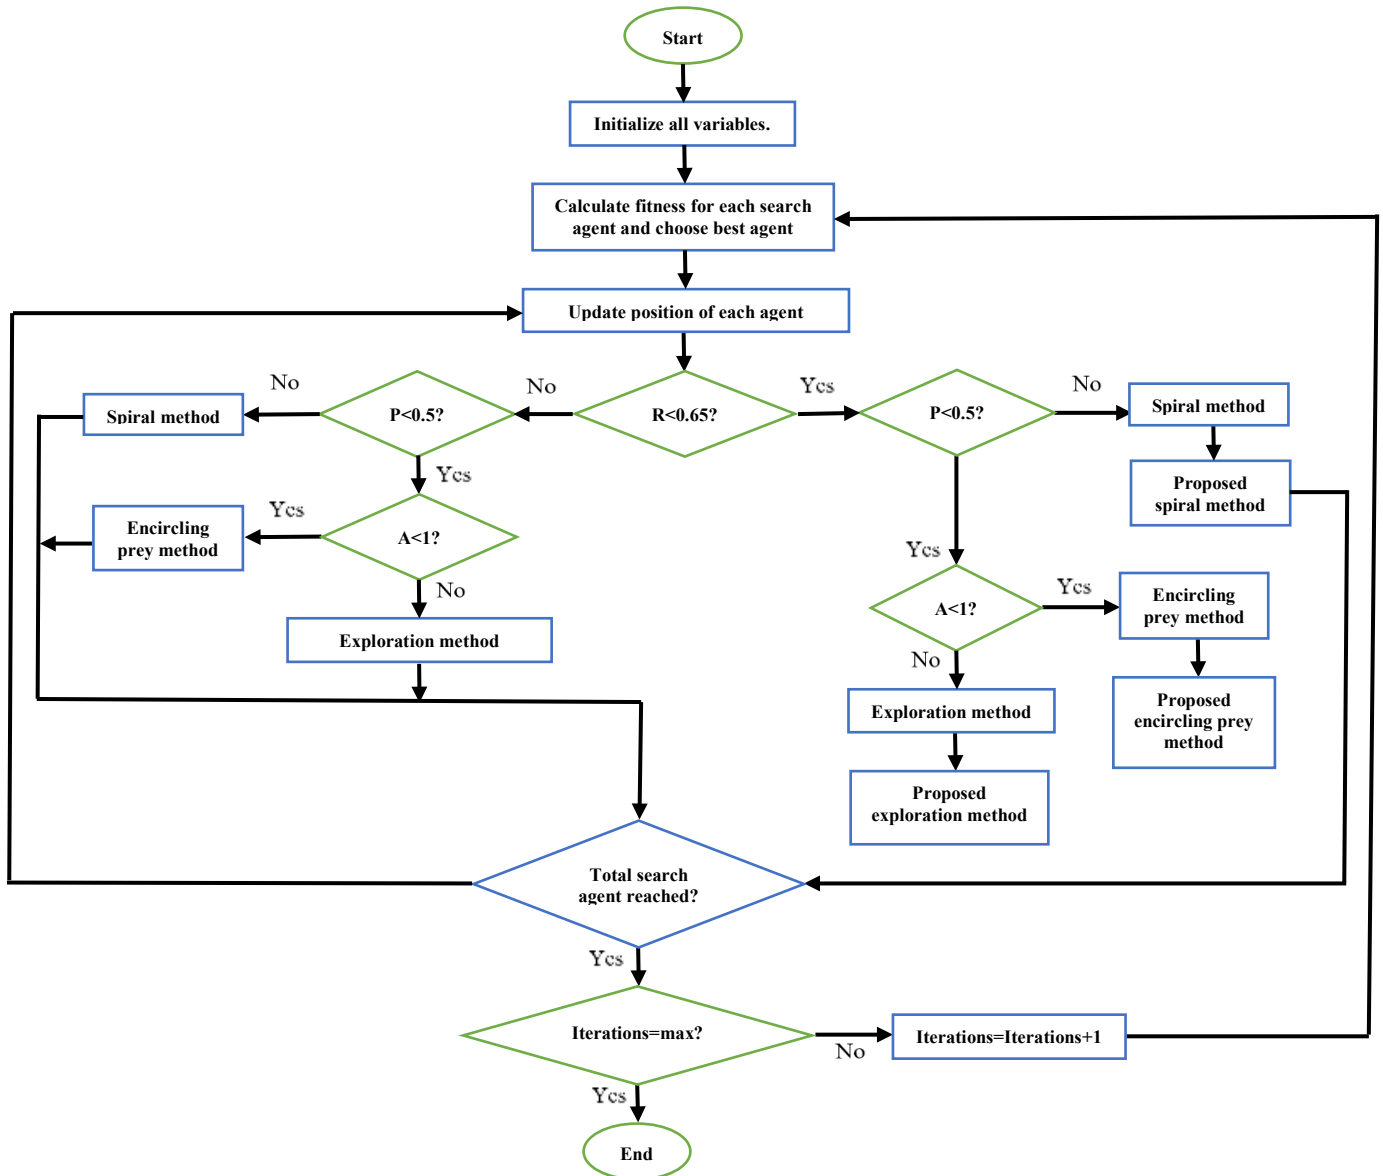 Start
Initialize all variables.
Calculate fitness for each search
agent and choose best agent
Update position of each agent
No
P<0.5?
No
R<0.65?
Yes
P<0.5?
No
Spiral method
Spiral method
Yes
Proposed
spiral method
Yes
Encircling
prey method
A<1?
No
Yes
A<1?
Yes
Encircling
prey method
Exploration method
No
Exploration method
Proposed
encircling prey
method
Proposed
exploration method
Total search
agent reached?
Yes
Iterations=max?
No
Iterations=Iterations+1
Yes
End